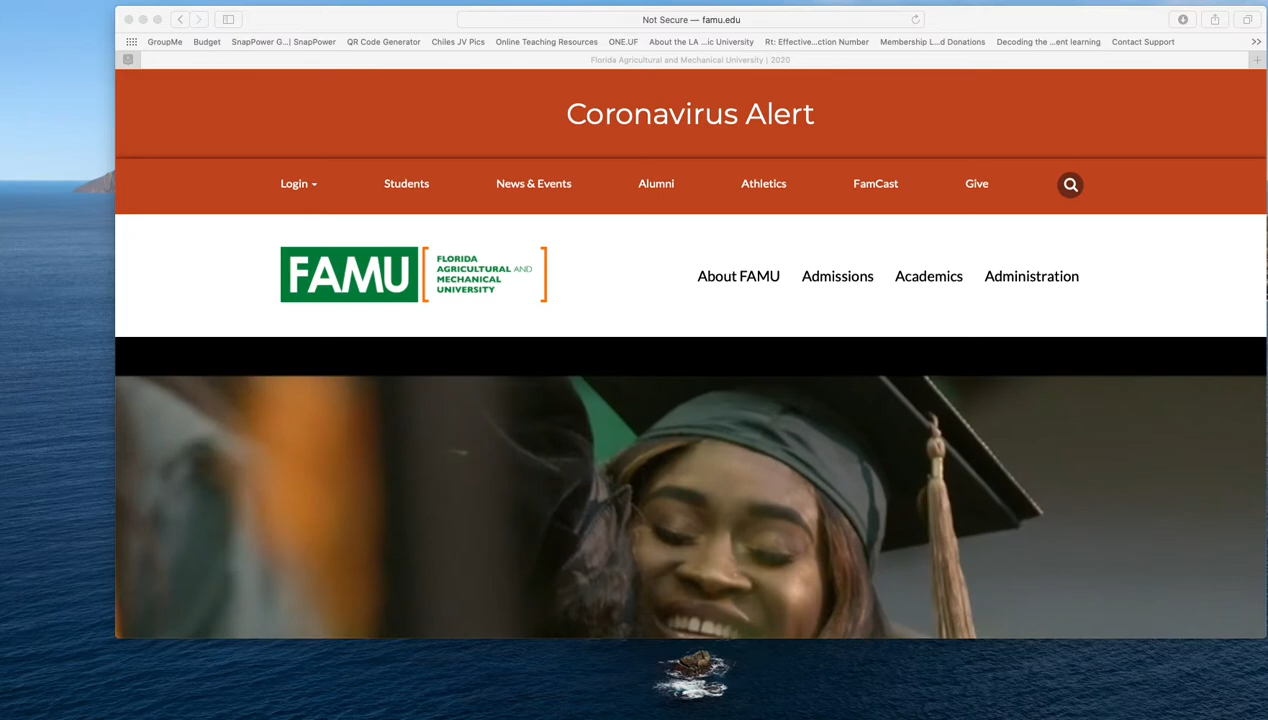 Not Secure — famu.edu
GroupMe Budget SnapPower G...| SnapPower QR Code Generator Chiles JV Pics Online Teaching Resources ONE.UF About the LA ...ic University Rt: Effective...ction Number Membership L...d Donations Decoding the ...ent learning Contact Support
Florida Agricultural and Mechanical University | 2020
Coronavirus Alert
Login Students News & Events Alumni Athletics FamCast Give
FAMU
FLORIDA
AGRICULTURAL AND
MECHANICAL
UNIVERSITY
About FAMU Admissions Academics Administration